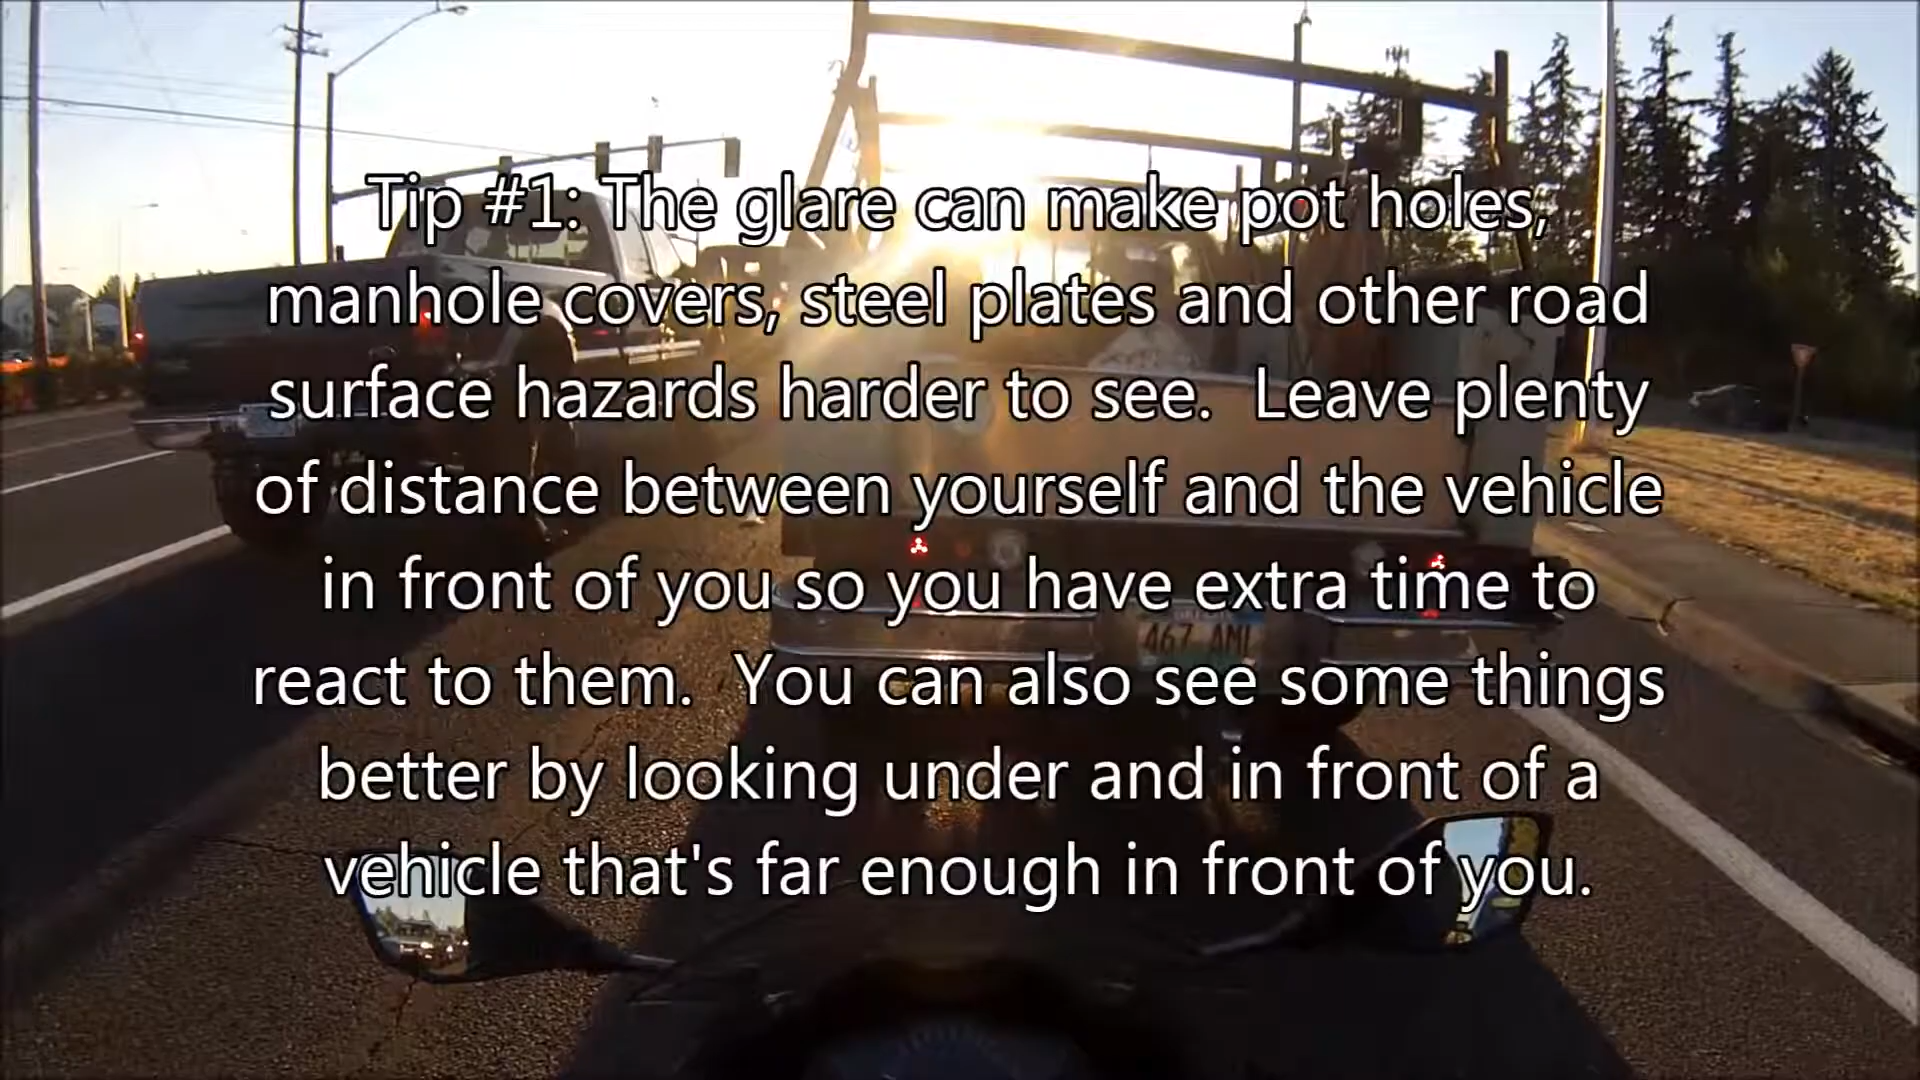 Tip #1: The glare can make pot holes,
manhole covers, steel plates and other road
surface hazards harder to see.  Leave plenty
of distance between yourself and the vehicle
in front of you so you have extra time to
react to them.  You can also see some things
better by looking under and in front of a
vehicle that's far enough in front of you.
467 AML